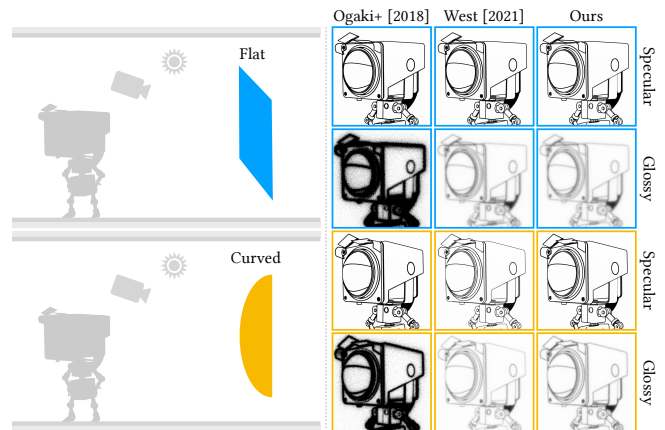 Ogaki+ [2018] West [2021] Ours
Flat
Specular
Glossy
Curved
Specular
Glossy